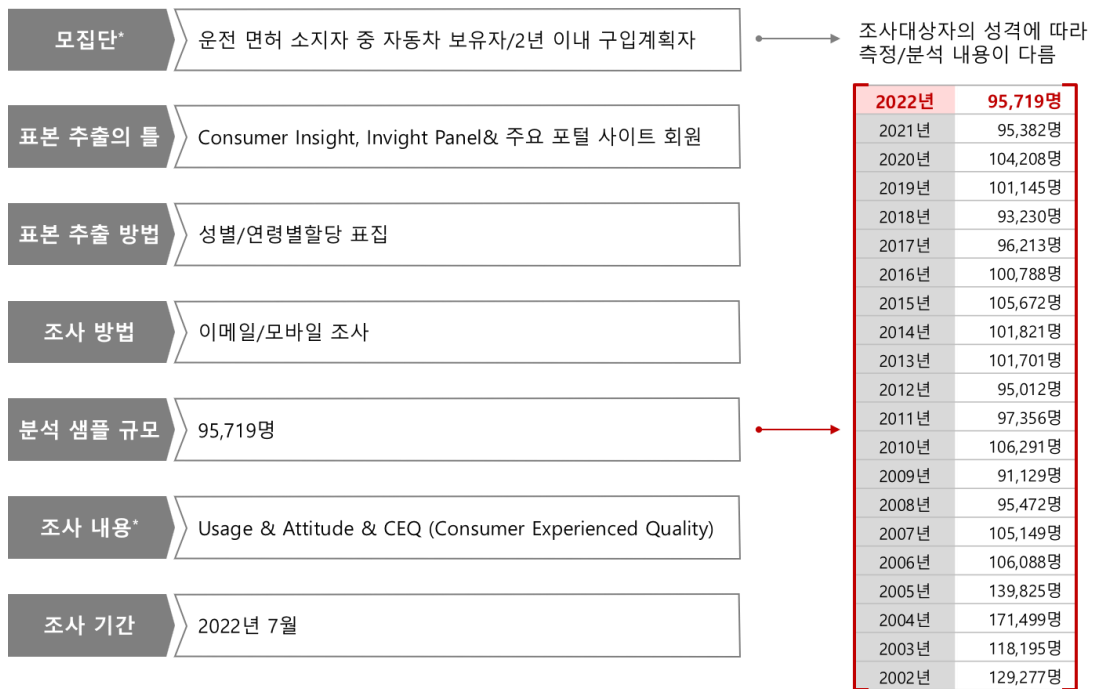 모집단*
운전 면허 소지자 중 자동차 보유자/2년 이내 구입계획자
조사대상자의 성격에 따라
측정/분석 내용이 다름
표본 추출의 틀
Consumer Insight, Invight Panel& 주요 포털 사이트 회원
표본 추출 방법
성별/연령별할당 표집
조사 방법
이메일/모바일 조사
분석 샘플 규모
95,719명
조사 내용*
Usage & Attitude & CEQ (Consumer Experienced Quality)
조사 기간
2022년 7월
2022년 95,719명
2021년 95,382명
2020년 104,208명
2019년 101,145명
2018년 93,230명
2017년 96,213명
2016년 100,788명
2015년 105,672명
2014년 101,821명
2013년 101,701명
2012년 95,012명
2011년 97,356명
2010년 106,291명
2009년 91,129명
2008년 95,472명
2007년 105,149명
2006년 106,088명
2005년 139,825명
2004년 171,499명
2003년 118,195명
2002년 129,277명